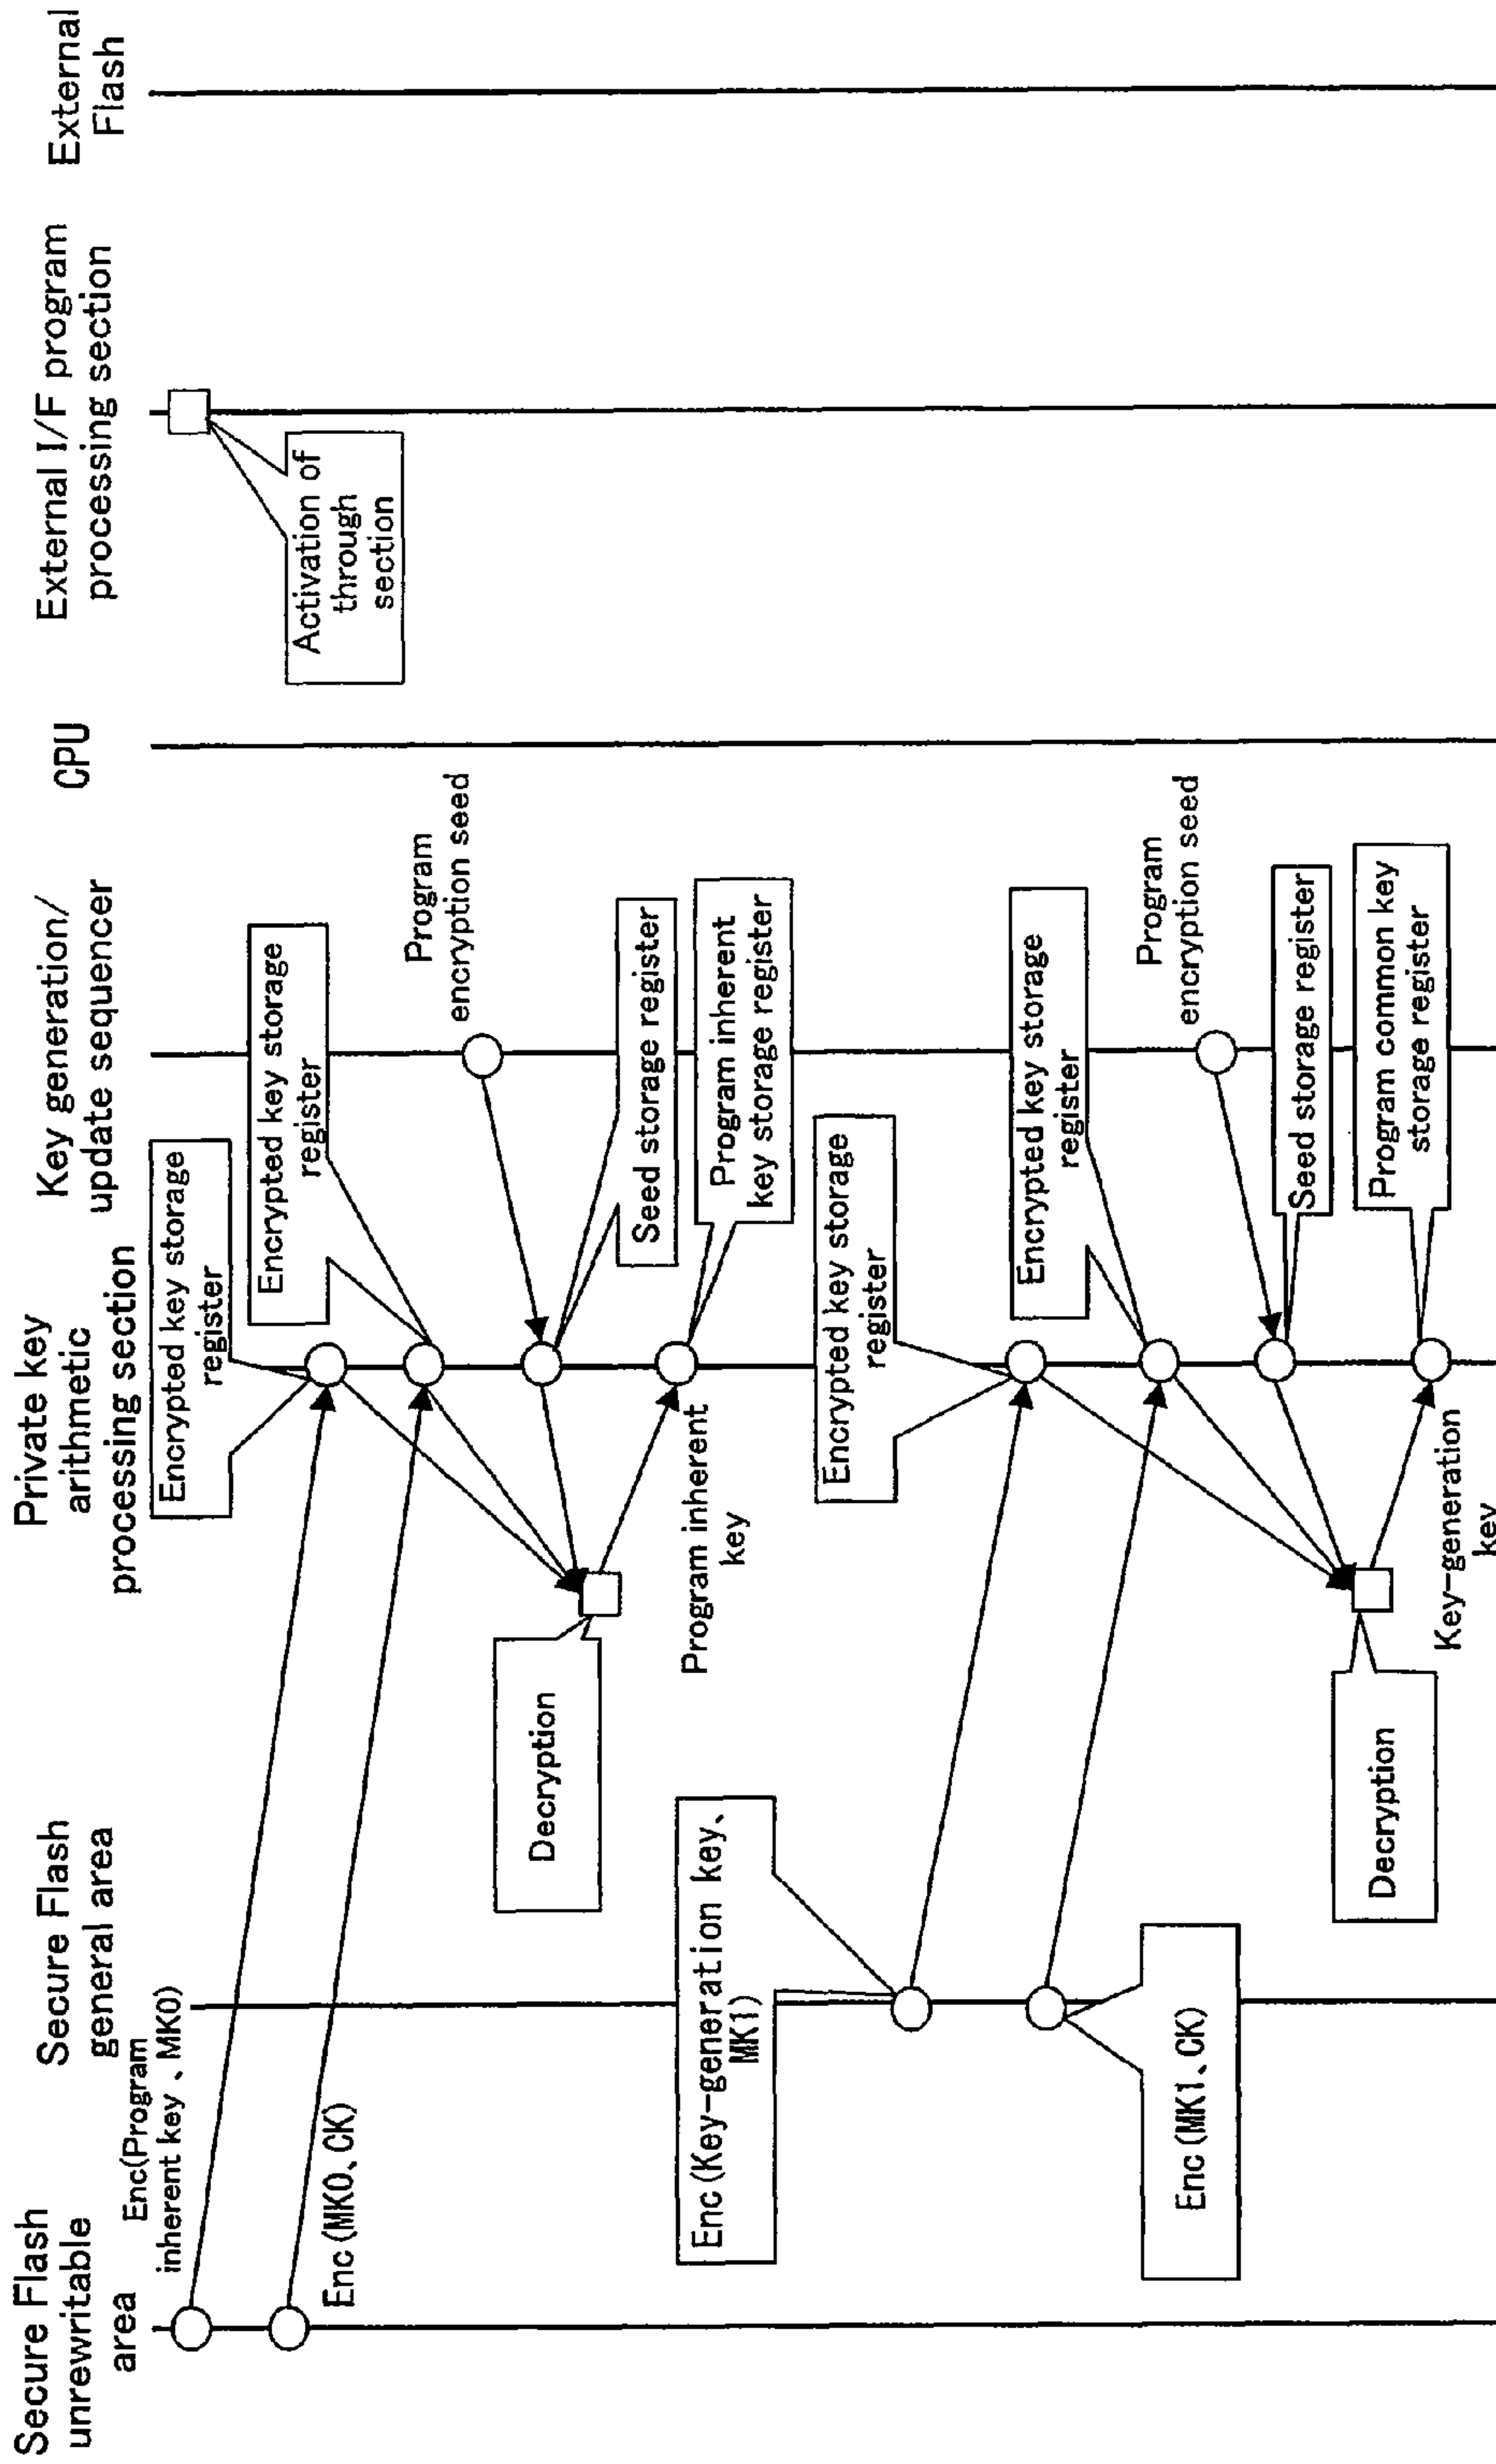 Secure Flash
unrewritable
area
Secure Flash
general area
Private key
arithmetic
processing section
Key generation/
update sequencer
CPU
External I/F program
processing section
External
Flash
Enc(Program
inherent key、MK0)
Enc(MK0、CK)
Encrypted key storage
register
Encrypted key storage
register
Activation of
through
section
Program
encryption seed
Decryption
Seed storage register
Program inherent
key storage register
Program inherent
key
Enc(Key-generation key、
MK1)
Encrypted key storage
register
Encrypted key storage
register
Enc(MK1、CK)
Program
encryption seed
Seed storage register
Decryption
Program common key
storage register
Key-generation
key